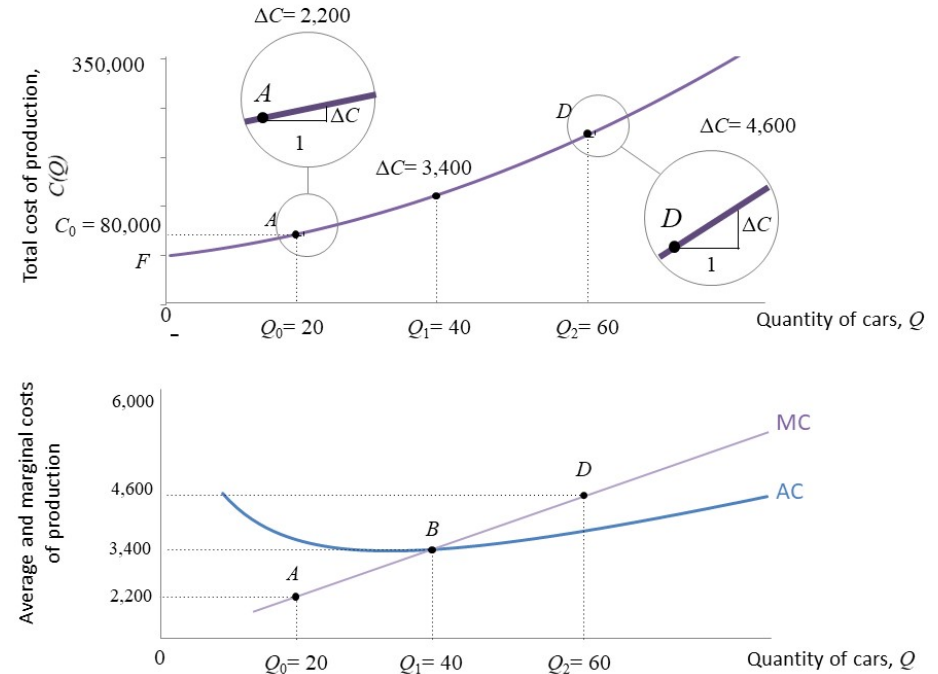 ΔC= 2,200
350,000
Total cost of production,
C(Q)
A
ΔC
1
D
ΔC= 4,600
ΔC= 3,400
C₀ = 80,000
A
D
ΔC
1
F
0
Q₀= 20
Q₁= 40
Q₂= 60
Quantity of cars, Q
Average and marginal costs
of production
6,000
MC
4.600
D
AC
3.400
B
2,200
A
0
Q₀= 20
Q₁= 40
Q₂= 60
Quantity of cars, Q